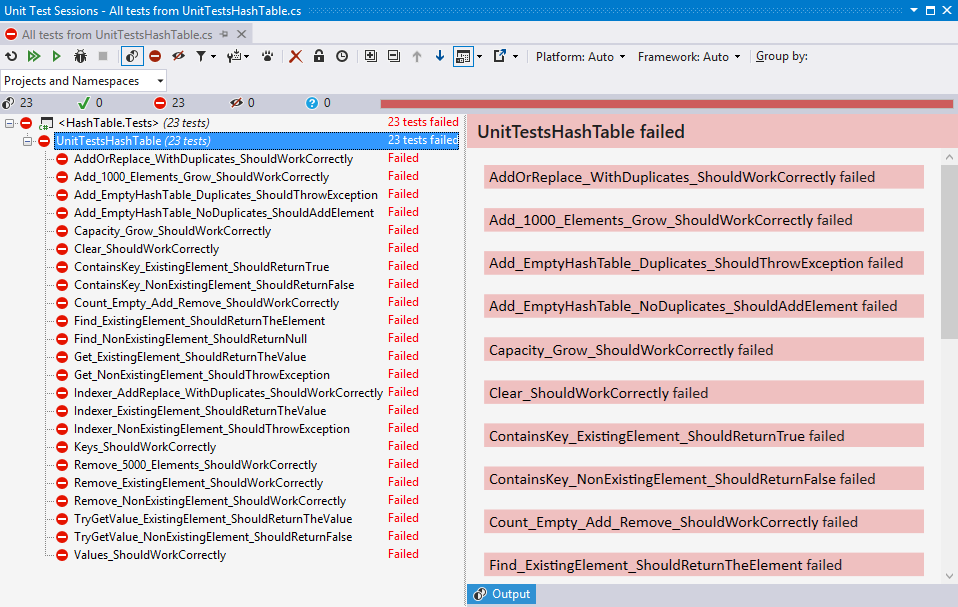 Unit Test Sessions - All tests from UnitTestsHashTable.cs
All tests from UnitTestsHashTable.cs
Platform: Auto Framework: Auto Group by:
Projects and Namespaces
23 0 23 0 0
<HashTable.Tests> (23 tests) 23 tests failed
UnitTestsHashTable (23 tests) 23 tests failed
AddOrReplace_WithDuplicates_ShouldWorkCorrectly Failed
Add_1000_Elements_Grow_ShouldWorkCorrectly Failed
Add_EmptyHashTable_Duplicates_ShouldThrowException Failed
Add_EmptyHashTable_NoDuplicates_ShouldAddElement Failed
Capacity_Grow_ShouldWorkCorrectly Failed
Clear_ShouldWorkCorrectly Failed
ContainsKey_ExistingElement_ShouldReturnTrue Failed
ContainsKey_NonExistingElement_ShouldReturnFalse Failed
Count_Empty_Add_Remove_ShouldWorkCorrectly Failed
Find_ExistingElement_ShouldReturnTheElement Failed
Find_NonExistingElement_ShouldReturnNull Failed
Get_ExistingElement_ShouldReturnTheValue Failed
Get_NonExistingElement_ShouldThrowException Failed
Indexer_AddReplace_WithDuplicates_ShouldWorkCorrectly Failed
Indexer_ExistingElement_ShouldReturnTheValue Failed
Indexer_NonExistingElement_ShouldThrowException Failed
Keys_ShouldWorkCorrectly Failed
Remove_5000_Elements_ShouldWorkCorrectly Failed
Remove_ExistingElement_ShouldWorkCorrectly Failed
Remove_NonExistingElement_ShouldWorkCorrectly Failed
TryGetValue_ExistingElement_ShouldReturnTheValue Failed
TryGetValue_NonExistingElement_ShouldReturnFalse Failed
Values_ShouldWorkCorrectly Failed
UnitTestsHashTable failed
AddOrReplace_WithDuplicates_ShouldWorkCorrectly failed
Add_1000_Elements_Grow_ShouldWorkCorrectly failed
Add_EmptyHashTable_Duplicates_ShouldThrowException failed
Add_EmptyHashTable_NoDuplicates_ShouldAddElement failed
Capacity_Grow_ShouldWorkCorrectly failed
Clear_ShouldWorkCorrectly failed
ContainsKey_ExistingElement_ShouldReturnTrue failed
ContainsKey_NonExistingElement_ShouldReturnFalse failed
Count_Empty_Add_Remove_ShouldWorkCorrectly failed
Find_ExistingElement_ShouldReturnTheElement failed
Output